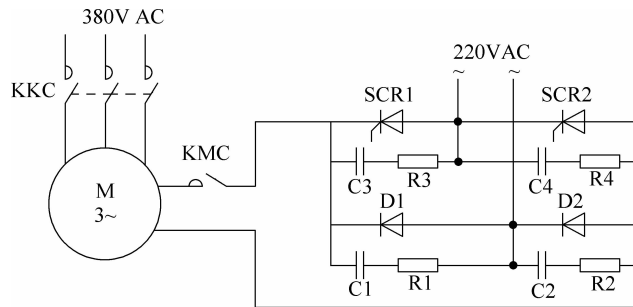 380V AC
220VAC
~ ~
KKC
SCR1
SCR2
KMC
M
3~
C3
R3
C4
R4
D1
D2
C1
R1
C2
R2